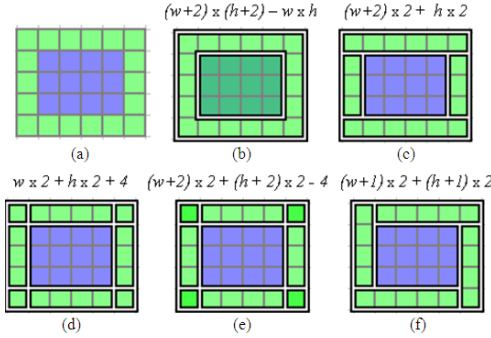 (w+2) x (h+2) – w x h
(w+2) x 2 + h x 2
(a)
(b)
(c)
w x 2 + h x 2 + 4
(w+2) x 2 + (h + 2) x 2 - 4
(w+1) x 2 + (h+1) x 2
(d)
(e)
(f)